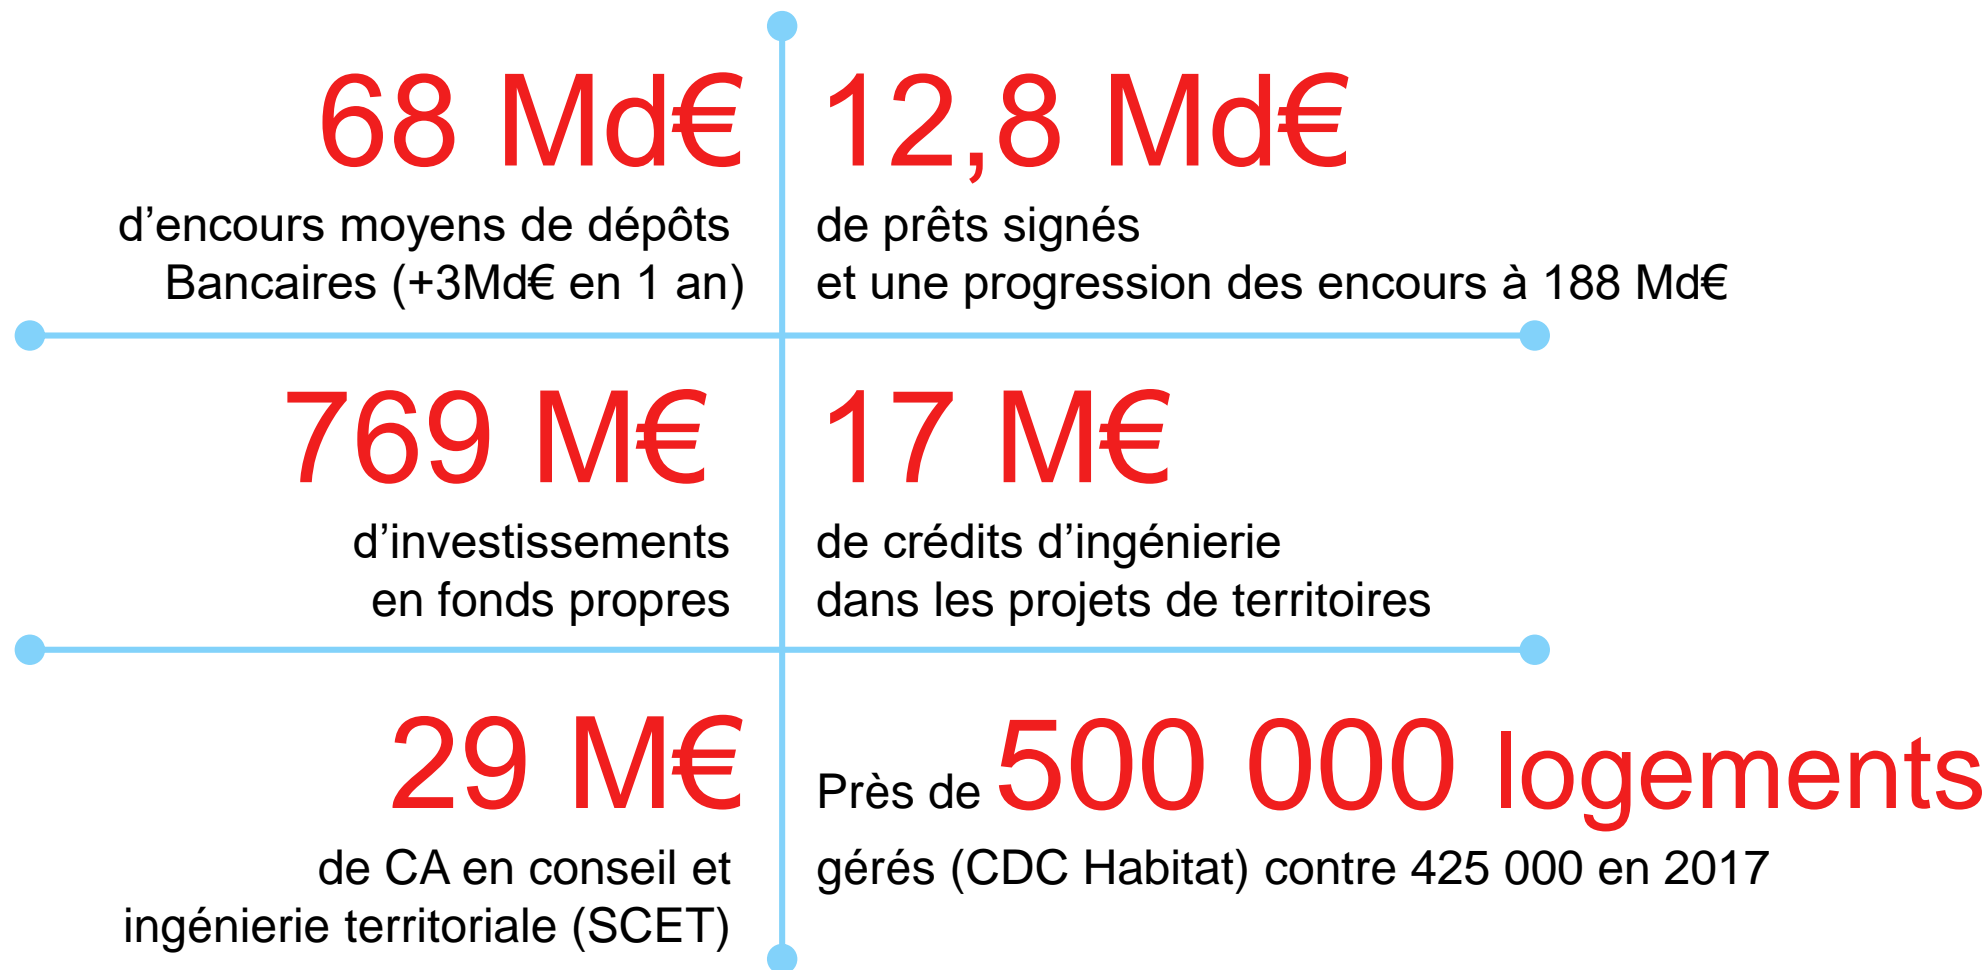 68 Md€
d’encours moyens de dépôts
Bancaires (+3Md€ en 1 an)
12,8 Md€
de prêts signés
et une progression des encours à 188 Md€
769 M€
d’investissements
en fonds propres
17 M€
de crédits d’ingénierie
dans les projets de territoires
29 M€
de CA en conseil et
ingénierie territoriale (SCET)
Près de 500 000 logements
gérés (CDC Habitat) contre 425 000 en 2017